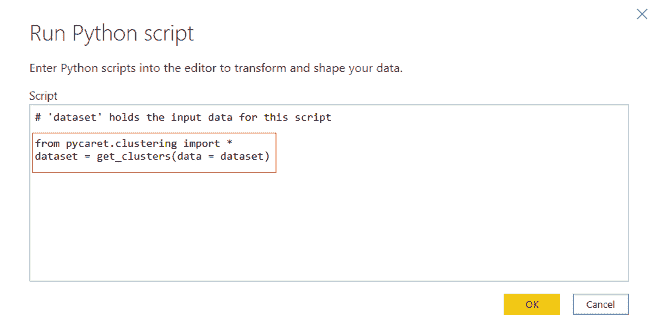 Run Python script
Enter Python scripts into the editor to transform and shape your data.
Script
# 'dataset' holds the input data for this script
from pycaret.clustering import *
dataset = get_clusters(data = dataset)
OK
Cancel